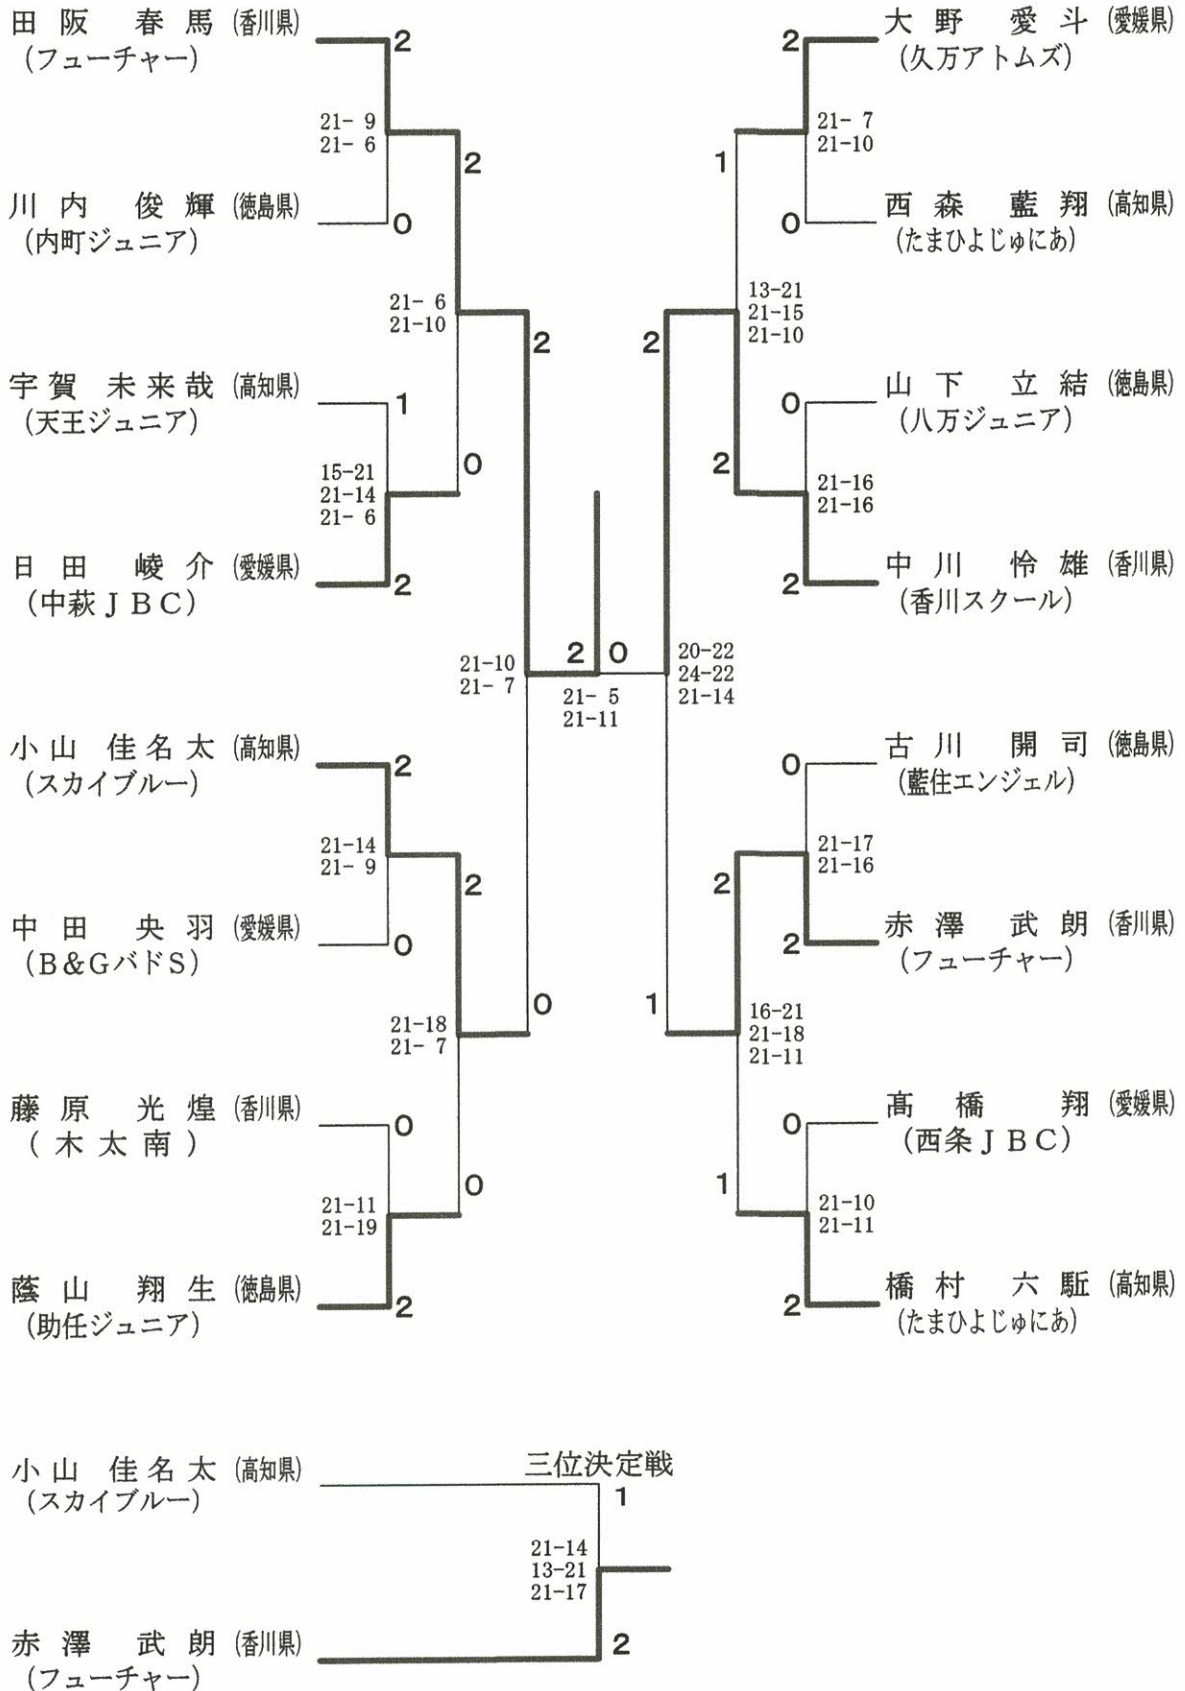 田阪 春馬 (香川県)
(フューチャー)
2
21- 9
21- 6
2
川内 俊輝 (徳島県)
(内町ジュニア)
0
21- 6
21-10
2
宇賀 未来哉 (高知県)
(天王ジュニア)
1
15-21
21-14
21- 6
0
日田 崚介 (愛媛県)
(中萩JBC)
2
21-10
21- 7
小山 佳名太 (高知県)
(スカイブルー)
2
21-14
21- 9
2
中田 央羽 (愛媛県)
(B&GバドS)
0
21-18
21- 7
0
藤原 光煌 (香川県)
(木太南)
0
21-11
21-19
0
蔭山 翔生 (徳島県)
(助任ジュニア)
2
2 0
21- 5
21-11
大野 愛斗 (愛媛県)
(久万アトムズ)
2
21- 7
21-10
1
西森 藍翔 (高知県)
(たまひよじゅにあ)
0
13-21
21-15
21-10
2
山下 立結 (徳島県)
(八万ジュニア)
0
21-16
21-16
2
中川 怜雄 (香川県)
(香川スクール)
2
20-22
24-22
21-14
古川 開司 (徳島県)
(藍住エンジェル)
0
21-17
21-16
2
赤澤 武朗 (香川県)
(フューチャー)
2
16-21
21-18
21-11
1
髙橋 翔 (愛媛県)
(西条JBC)
0
21-10
21-11
1
橋村 六駈 (高知県)
(たまひよじゅにあ)
2
三位決定戦
小山 佳名太 (高知県)
(スカイブルー)
1
21-14
13-21
21-17
赤澤 武朗 (香川県)
(フューチャー)
2